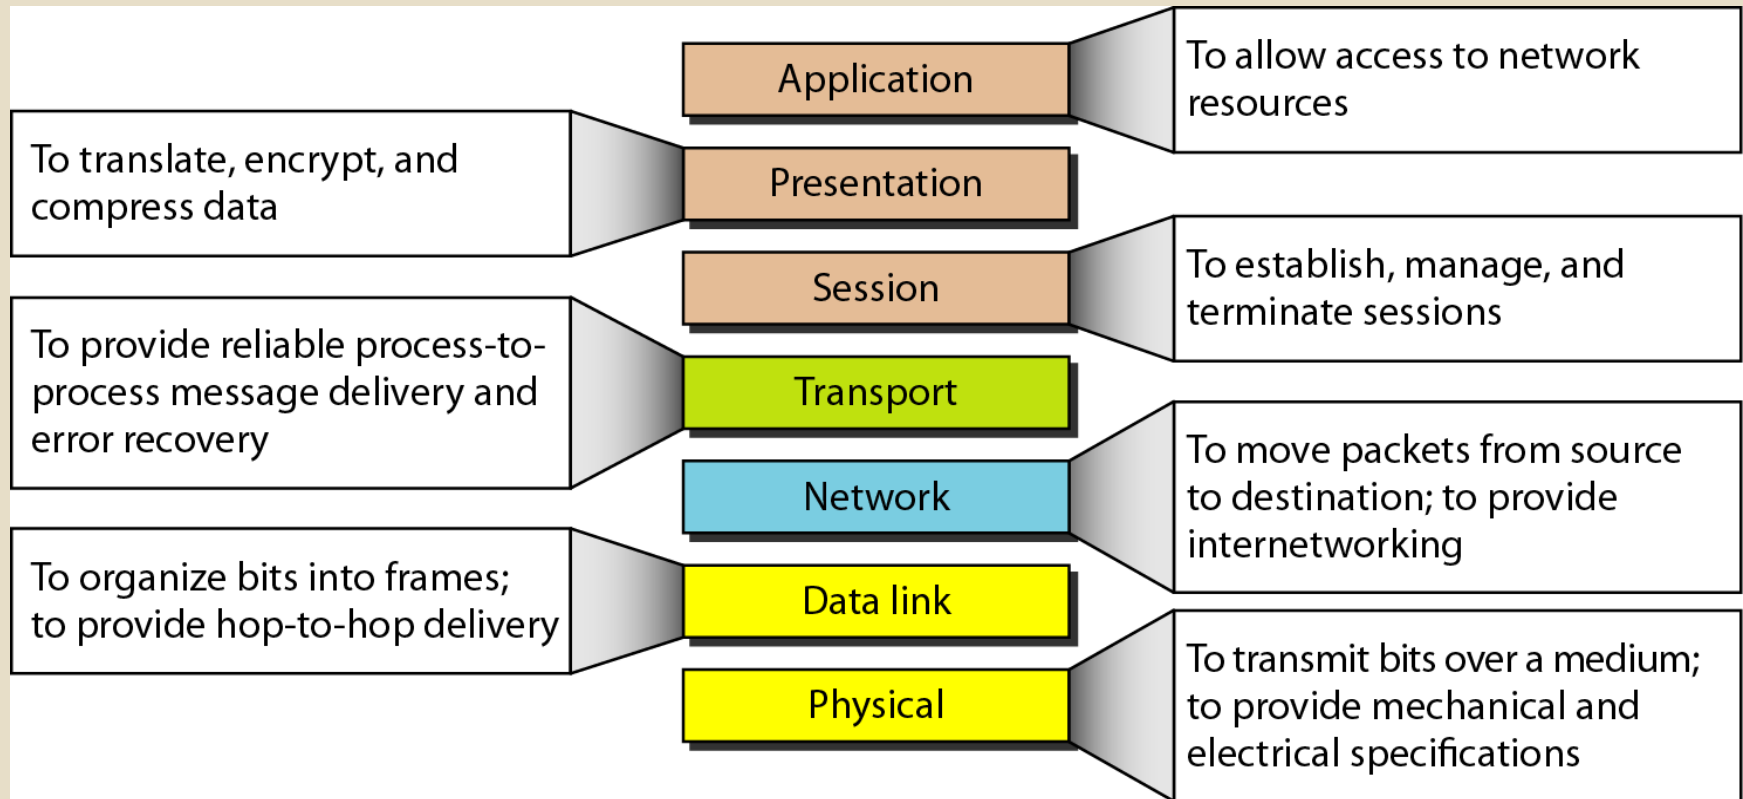 Application
To allow access to network
resources
To translate, encrypt, and
compress data
Presentation
Session
To establish, manage, and
terminate sessions
To provide reliable process-to-
process message delivery and
error recovery
Transport
Network
To move packets from source
to destination; to provide
internetworking
To organize bits into frames;
to provide hop-to-hop delivery
Data link
Physical
To transmit bits over a medium;
to provide mechanical and
electrical specifications